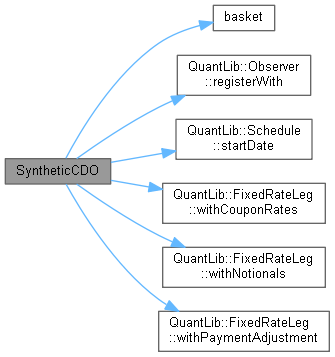 basket
QuantLib::Observer
::registerWith
QuantLib::Schedule
::startDate
SyntheticCDO
QuantLib::FixedRateLeg
::withCouponRates
QuantLib::FixedRateLeg
::withNotionals
QuantLib::FixedRateLeg
::withPaymentAdjustment